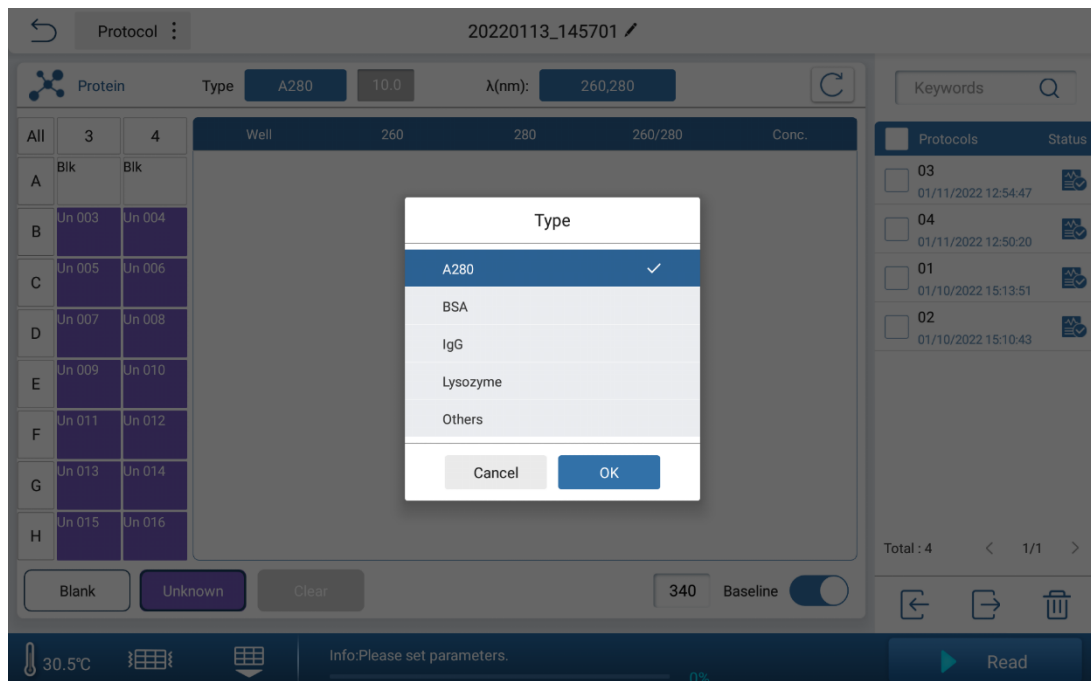 Protocol
20220113_145701
Protein Type A280 10.0 λ(nm): 260,280
Keywords
All 3 4
Well 260 280 260/280 Conc.
Protocols Status
A Blk Blk
B Un 003 Un 004
C Un 005 Un 006
D Un 007 Un 008
E Un 009 Un 010
F Un 011 Un 012
G Un 013 Un 014
H Un 015 Un 016
Type
A280
BSA
IgG
Lysozyme
Others
Cancel OK
03
01/11/2022 12:54:47
04
01/11/2022 12:50:20
01
01/10/2022 15:13:51
02
01/10/2022 15:10:43
Total : 4 < 1/1 >
Blank Unknown Clear 340 Baseline
30.5℃ Info:Please set parameters. 0% Read